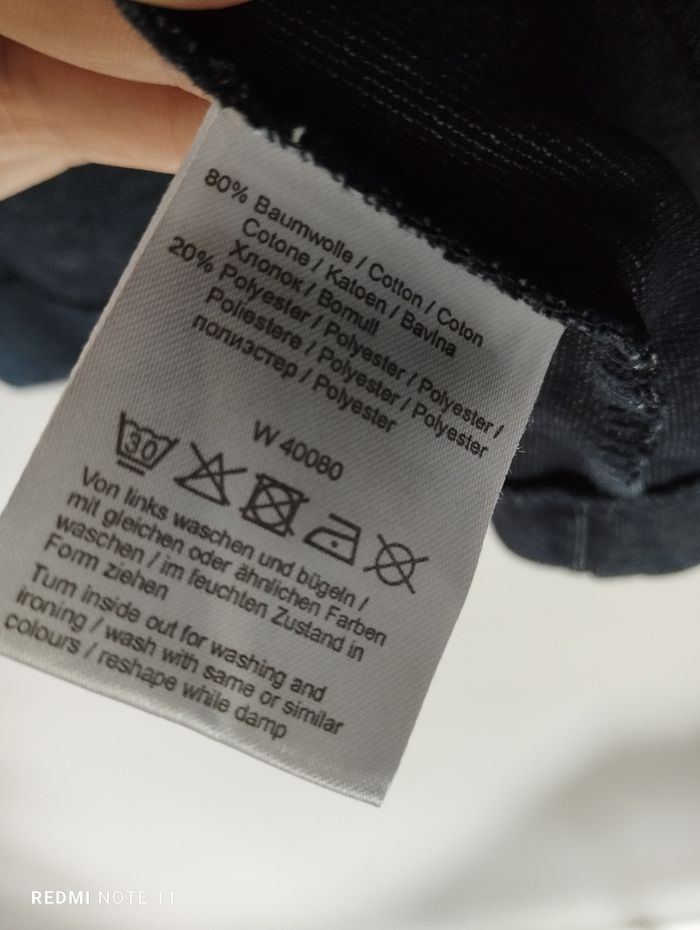 80% Baumwolle / Cotton / Coton
Cotone / Katoen / Bavlna
Хлопок / Bomull
20% Polyester / Polyester / Polyester /
Poliestere / Polyester / Polyester
полиэстер / Polyester
W 40080
30
Von links waschen und bügeln /
mit gleichen oder ähnlichen Farben
waschen / im feuchten Zustand in
Form ziehen
Turn inside out for washing and
ironing / wash with same or similar
colours / reshape while damp
REDMI NOTE 11